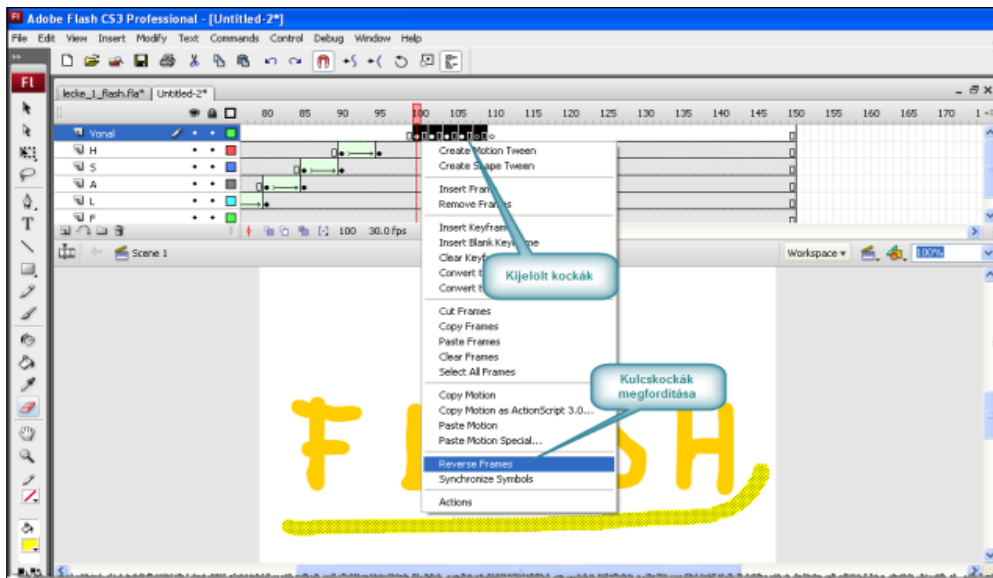 Adobe Flash CS3 Professional - [Untitled-2*]
File Edit View Insert Modify Text Commands Control Debug Window Help
Fl
lecke_1_flash.fla* Untitled-2*
80 85 90 95 100 105 110 115 120 125 130 135 140 145 150 155 160 165 170
Vonal
H
S
A
L
F
100 30.0 fps
Scene 1
Workspace
100%
Create Motion Tween
Create Shape Tween
Insert Frame
Remove Frames
Insert Keyframe
Insert Blank Keyframe
Clear
Convert
Convert
Cut Frames
Copy Frames
Paste Frames
Clear Frames
Select All Frames
Copy Motion
Copy Motion as ActionScript 3.0...
Paste Motion
Paste Motion Special...
Reverse Frames
Synchronize Symbols
Actions
Kijelölt kockák
Kulcskockák
megfordítása
FLASH